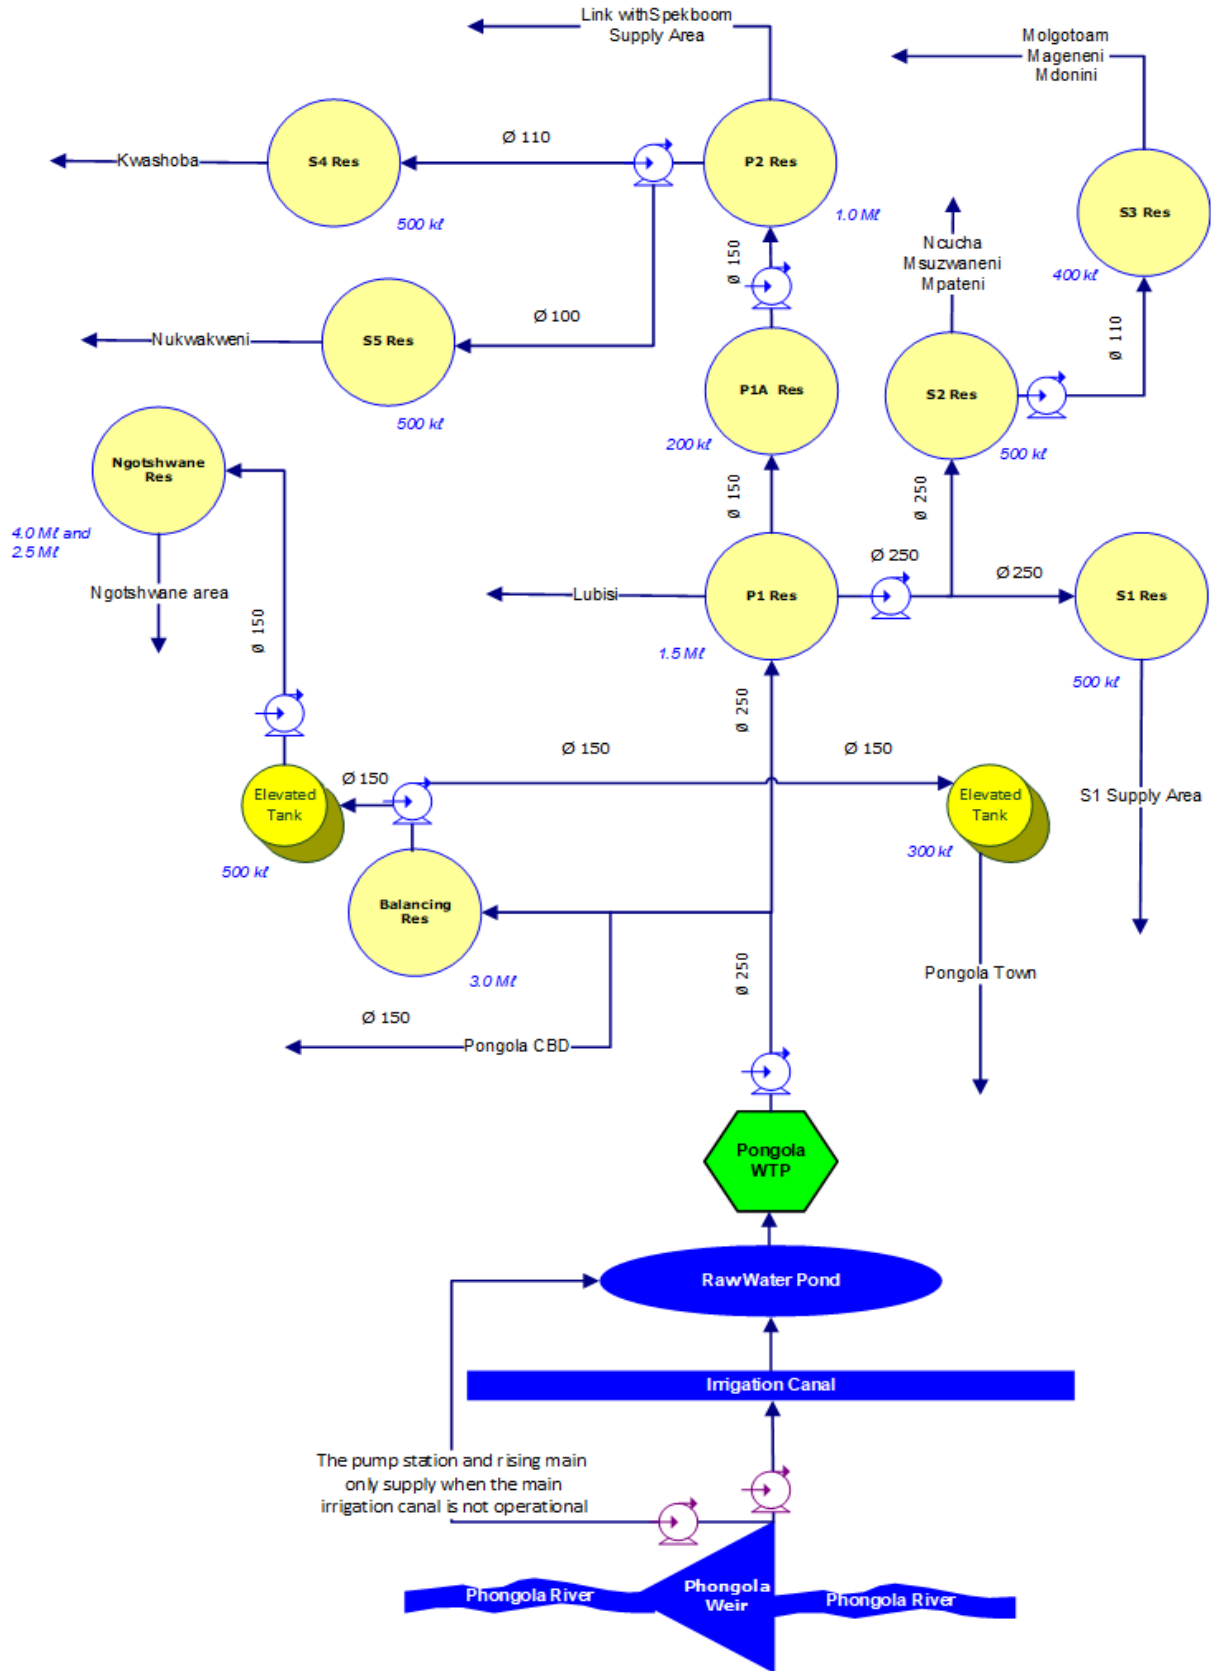 Link withSpekboom
Supply Area
Molgotoam
Mageneni
Mdonini
Kwashoba
S4 Res
Ø 110
P2 Res
500 kℓ
1.0 Mℓ
S3 Res
400 kℓ
Ncucha
Msuzwaneni
Mpateni
Ø 150
Ø 110
Nukwakweni
S5 Res
Ø 100
500 kℓ
P1A Res
200 kℓ
S2 Res
500 kℓ
Ngotshwane
Res
4.0 Mℓ and
2.5 Mℓ
Ngotshwane area
Ø 150
Ø 150
Ø 250
Lubisi
P1 Res
1.5 Mℓ
Ø 250
Ø 250
S1 Res
500 kℓ
Ø 250
Ø 150
Ø 150
Elevated
Tank
500 kℓ
Ø 150
Elevated
Tank
300 kℓ
S1 Supply Area
Balancing
Res
3.0 Mℓ
Ø 250
Pongola Town
Ø 150
Pongola CBD
Pongola
WTP
RawWater Pond
Irrigation Canal
The pump station and rising main
only supply when the main
irrigation canal is not operational
Phongola River
Phongola
Weir
Phongola River